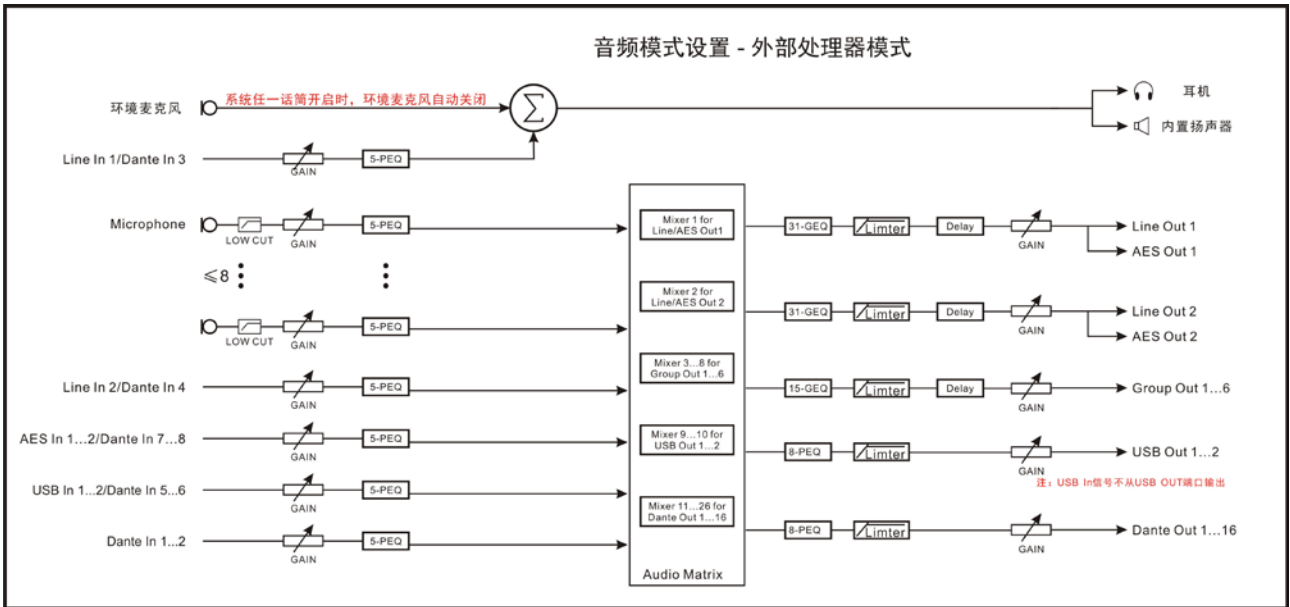 音频模式设置 - 外部处理器模式
环境麦克风
系统任一话筒开启时，环境麦克风自动关闭
Σ
耳机
内置扬声器
Line In 1/Dante In 3
GAIN
5-PEQ
Microphone
LOW CUT
GAIN
5-PEQ
≤8
LOW CUT
GAIN
5-PEQ
Line In 2/Dante In 4
GAIN
5-PEQ
AES In 1...2/Dante In 7...8
GAIN
5-PEQ
USB In 1...2/Dante In 5...6
GAIN
5-PEQ
Dante In 1...2
GAIN
5-PEQ
Mixer 1 for
Line/AES Out1
Mixer 2 for
Line/AES Out 2
Mixer 3...8 for
Group Out 1...6
Mixer 9...10 for
USB Out 1...2
Mixer 11...26 for
Dante Out 1...16
Audio Matrix
31-GEQ
Limter
Delay
GAIN
Line Out 1
AES Out 1
31-GEQ
Limter
Delay
GAIN
Line Out 2
AES Out 2
15-GEQ
Limter
Delay
GAIN
Group Out 1...6
8-PEQ
Limter
GAIN
USB Out 1...2
注：USB In信号不从USB OUT端口输出
8-PEQ
Limter
GAIN
Dante Out 1...16